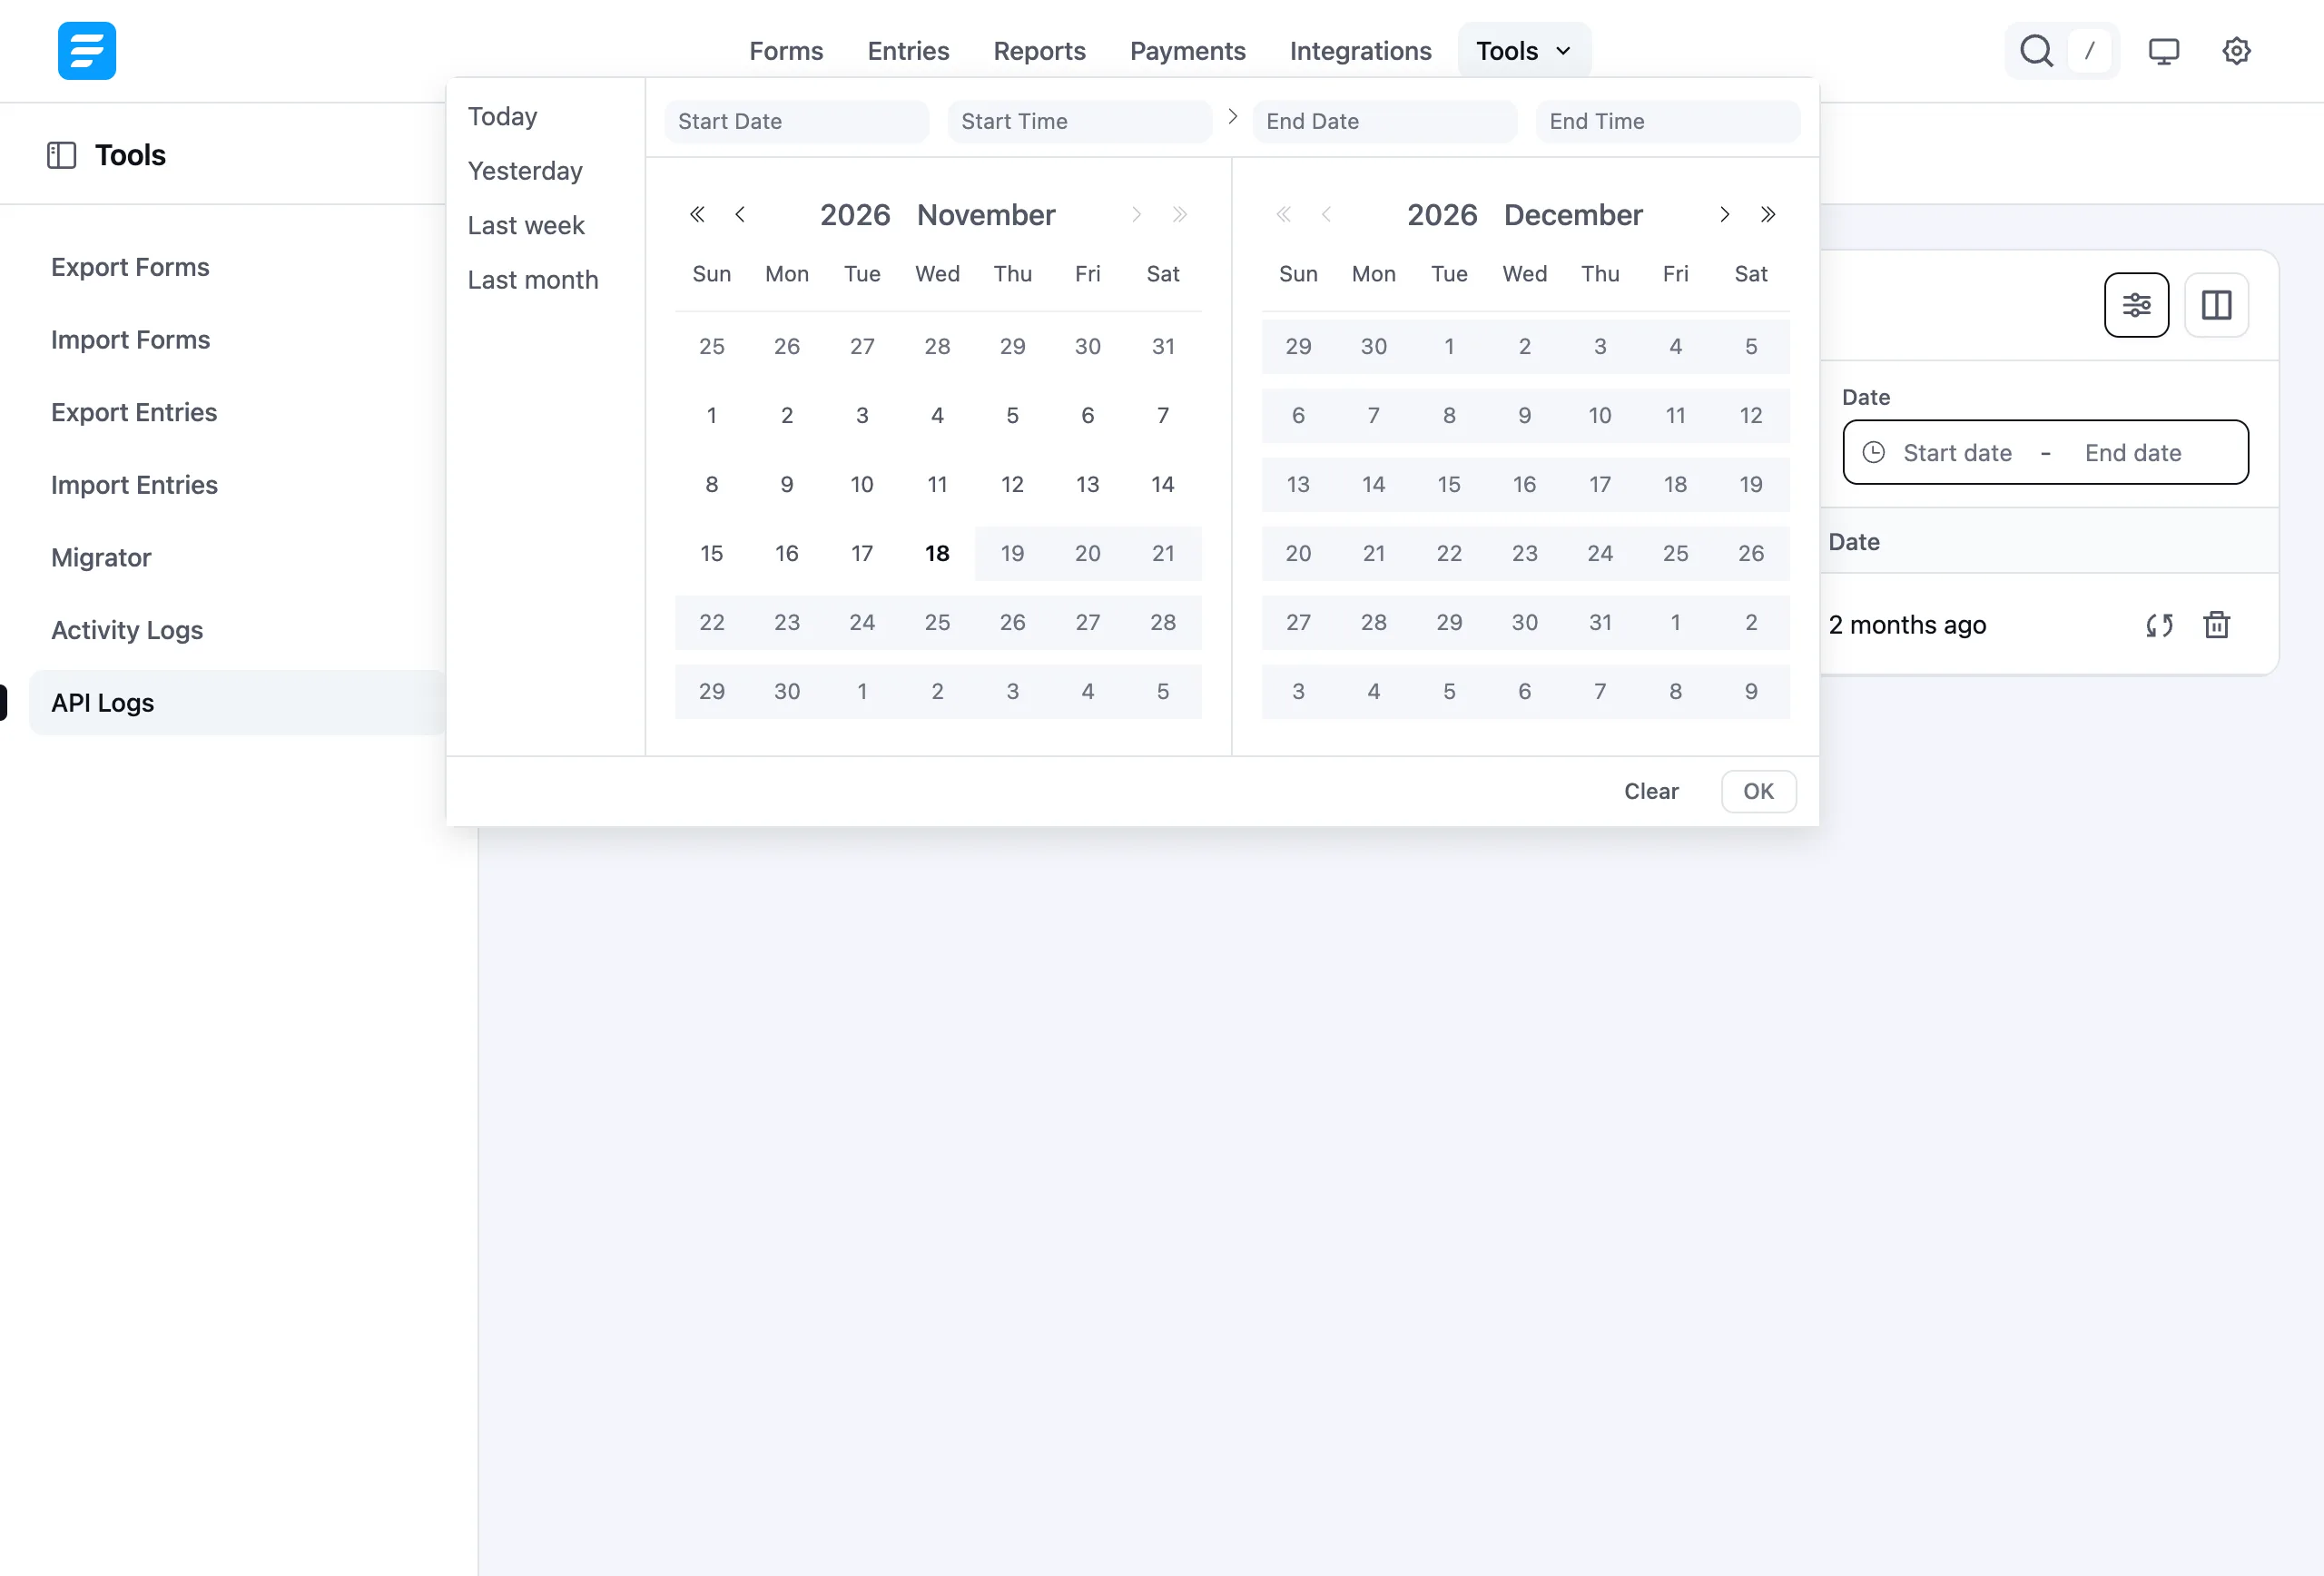 Forms Entries Reports Payments Integrations Tools /
Tools
Export Forms
Import Forms
Export Entries
Import Entries
Migrator
Activity Logs
API Logs
Today
Yesterday
Last week
Last month
Start Date Start Time End Date End Time
2026 November
Sun Mon Tue Wed Thu Fri Sat
25 26 27 28 29 30 31
1 2 3 4 5 6 7
8 9 10 11 12 13 14
15 16 17 18 19 20 21
22 23 24 25 26 27 28
29 30 1 2 3 4 5
2026 December
Sun Mon Tue Wed Thu Fri Sat
29 30 1 2 3 4 5
6 7 8 9 10 11 12
13 14 15 16 17 18 19
20 21 22 23 24 25 26
27 28 29 30 31 1 2
3 4 5 6 7 8 9
Clear OK
Date
Start date - End date
Date
2 months ago